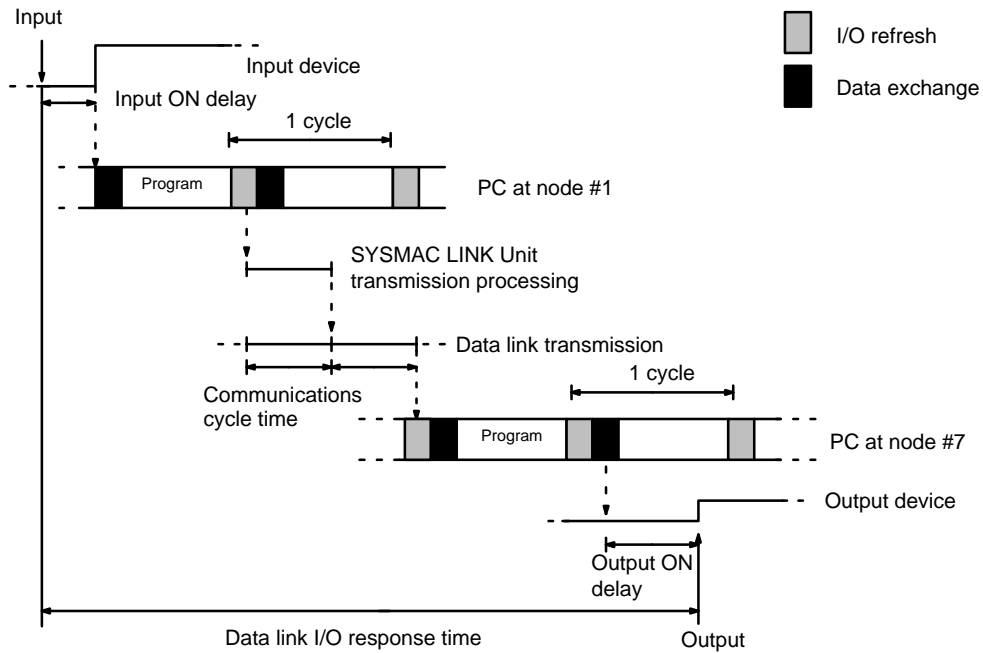 Input
I/O refresh
Input device
Data exchange
Input ON delay
1 cycle
Program
PC at node #1
SYSMAC LINK Unit
transmission processing
Data link transmission
Communications
cycle time
1 cycle
Program
PC at node #7
Output device
Output ON
delay
Data link I/O response time
Output